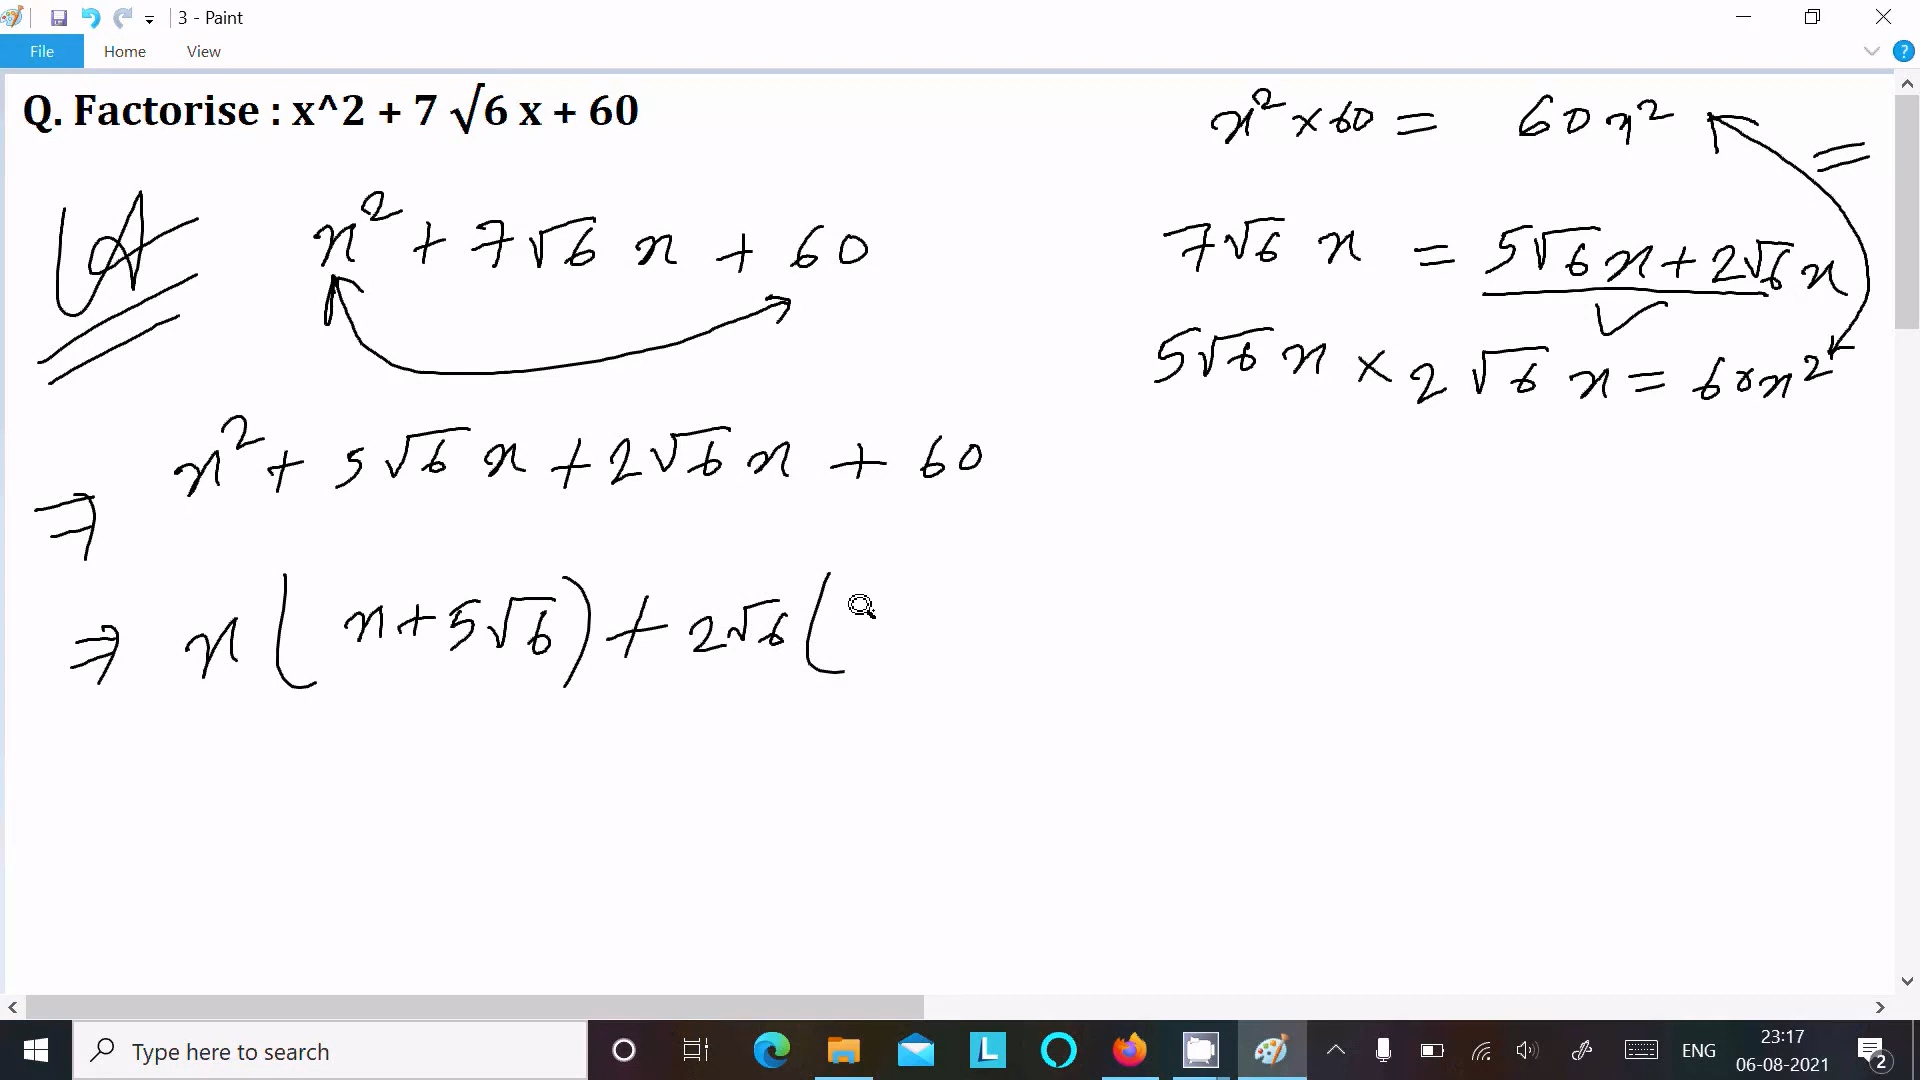 3 - Paint
File Home View
Q. Factorise : x^2 + 7 √6 x + 60
x² × 60 = 60x²
x² + 7√6 x + 60
7√6 x = 5√6x + 2√6x
5√6 x × 2√6 x = 60x²
⇒ x² + 5√6 x + 2√6 x + 60
⇒ x ( x + 5√6 ) + 2√6 (
Type here to search
ENG
23:17
06-08-2021
2